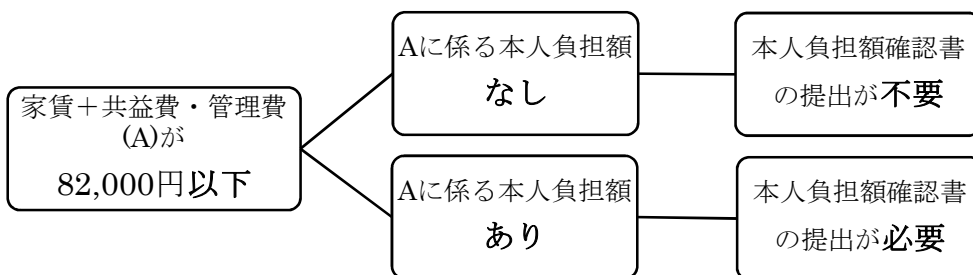 家賃＋共益費・管理費
(A)が
82,000円以下
Aに係る本人負担額
なし
本人負担額確認書
の提出が不要
Aに係る本人負担額
あり
本人負担額確認書
の提出が必要